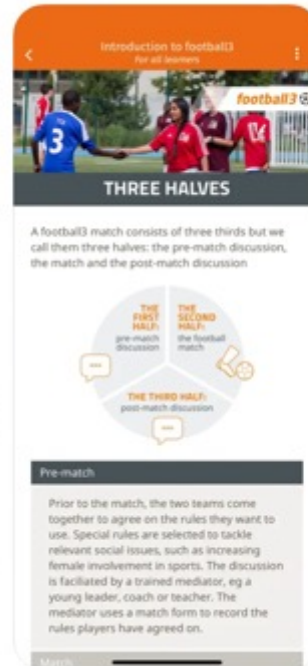 Introduction to football3
For all learners
football3
3
THREE HALVES
A football3 match consists of three thirds but we
call them three halves: the pre-match discussion,
the match and the post-match discussion
THE
FIRST
HALF:
pre-match
discussion
THE
SECOND
HALF:
the football
match
THE THIRD HALF:
post-match discussion
Pre-match
Prior to the match, the two teams come
together to agree on the rules they want to
use. Special rules are selected to tackle
relevant social issues, such as increasing
female involvement in sports. The discussion
is faciliated by a trained mediator, eg a
young leader, coach or teacher. The
mediator uses a match form to record the
rules players have agreed on.
Match